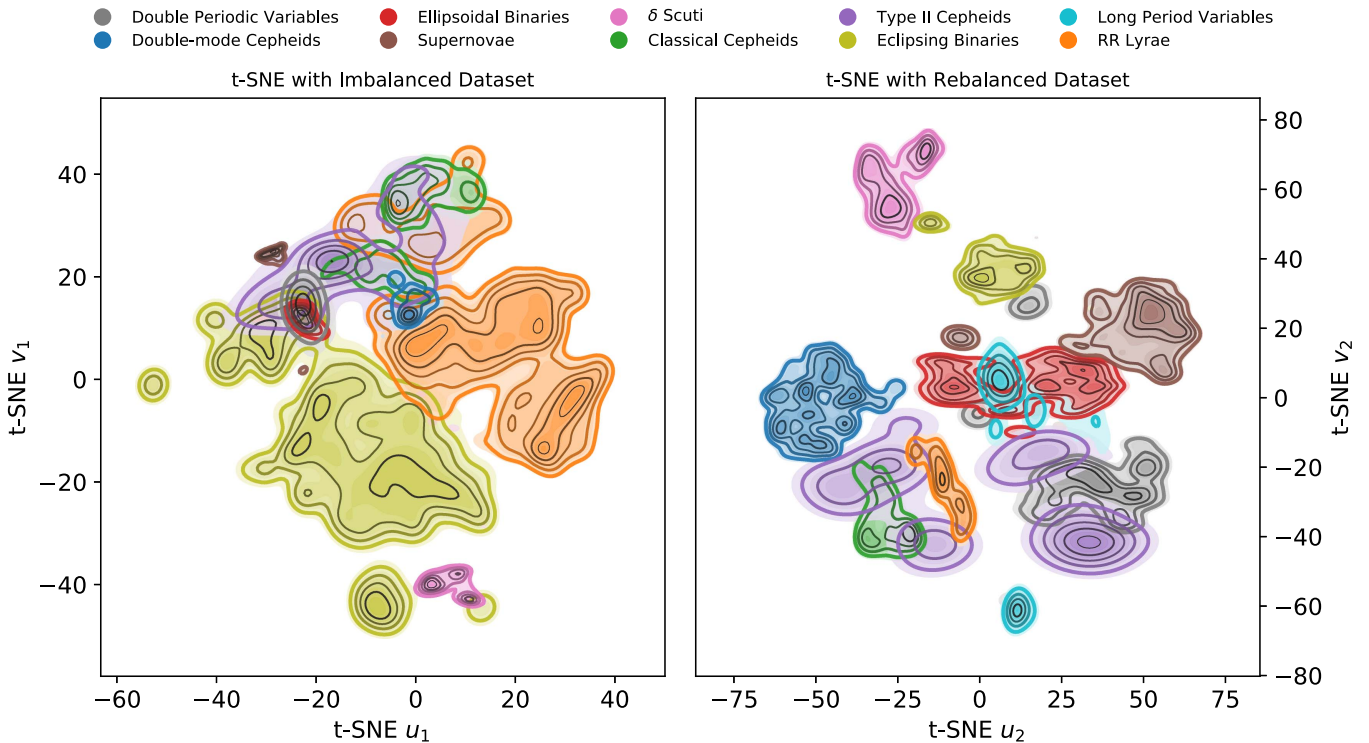 Double Periodic Variables Ellipsoidal Binaries δ Scuti Type II Cepheids Long Period Variables
Double-mode Cepheids Supernovae Classical Cepheids Eclipsing Binaries RR Lyrae
t-SNE with Imbalanced Dataset
t-SNE v₁
40
20
0
−20
−40
−60 −40 −20 0 20 40
t-SNE u₁
t-SNE with Rebalanced Dataset
80
60
40
20
0
−20
−40
−60
−80
t-SNE v₂
−75 −50 −25 0 25 50 75
t-SNE u₂